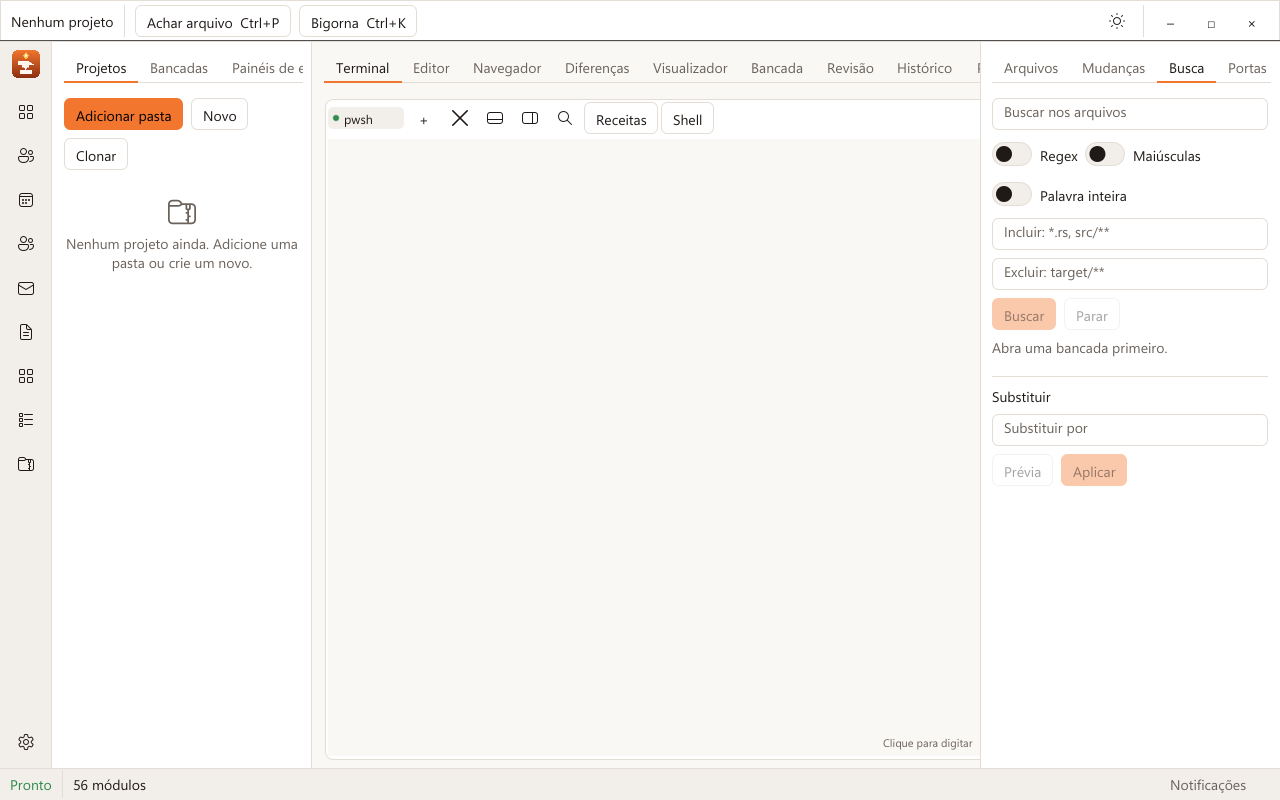 Nenhum projeto
Achar arquivo Ctrl+P
Bigorna Ctrl+K
Projetos
Bancadas
Painéis de e
Adicionar pasta
Novo
Clonar
Nenhum projeto ainda. Adicione uma
pasta ou crie um novo.
Terminal
Editor
Navegador
Diferenças
Visualizador
Bancada
Revisão
Histórico
pwsh
Receitas
Shell
Clique para digitar
Arquivos
Mudanças
Busca
Portas
Buscar nos arquivos
Regex
Maiúsculas
Palavra inteira
Incluir: *.rs, src/**
Excluir: target/**
Buscar
Parar
Abra uma bancada primeiro.
Substituir
Substituir por
Prévia
Aplicar
Pronto
56 módulos
Notificações